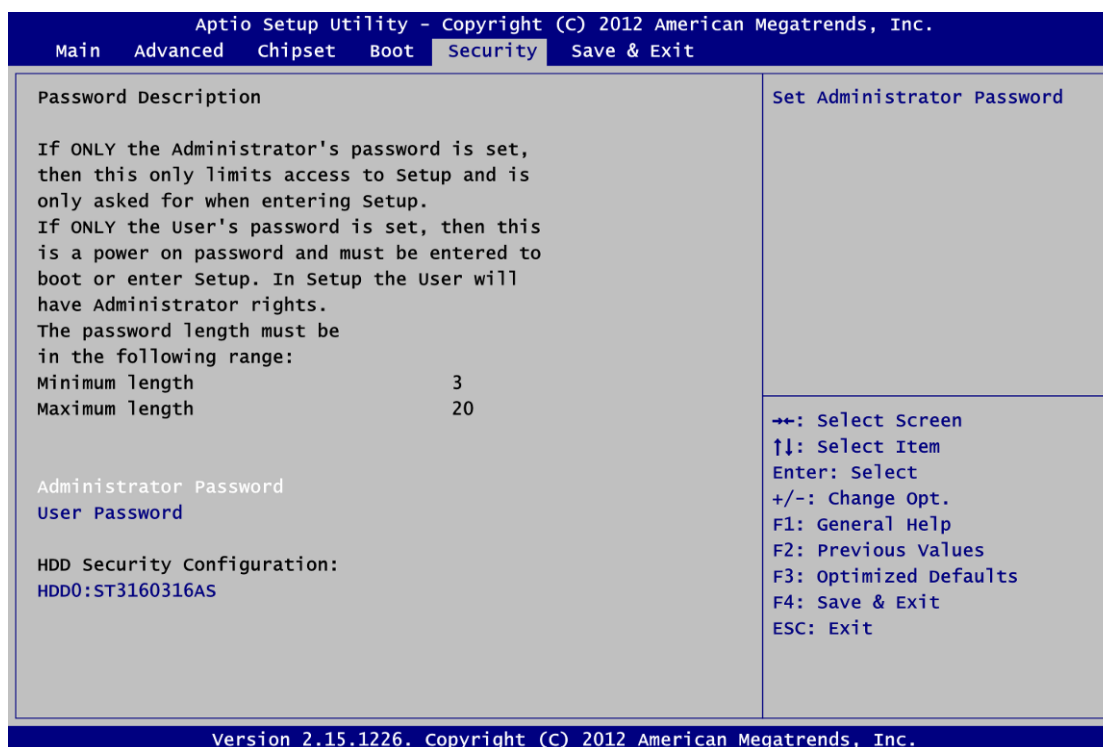 Aptio Setup Utility - Copyright (C) 2012 American Megatrends, Inc.
Main Advanced Chipset Boot Security Save & Exit
Password Description
If ONLY the Administrator's password is set,
then this only limits access to Setup and is
only asked for when entering Setup.
If ONLY the User's password is set, then this
is a power on password and must be entered to
boot or enter Setup. In Setup the User will
have Administrator rights.
The password length must be
in the following range:
Minimum length 3
Maximum length 20
Administrator Password
User Password
HDD Security Configuration:
HDD0:ST3160316AS
Set Administrator Password
→←: Select Screen
↑↓: Select Item
Enter: Select
+/-: Change Opt.
F1: General Help
F2: Previous Values
F3: Optimized Defaults
F4: Save & Exit
ESC: Exit
Version 2.15.1226. Copyright (C) 2012 American Megatrends, Inc.